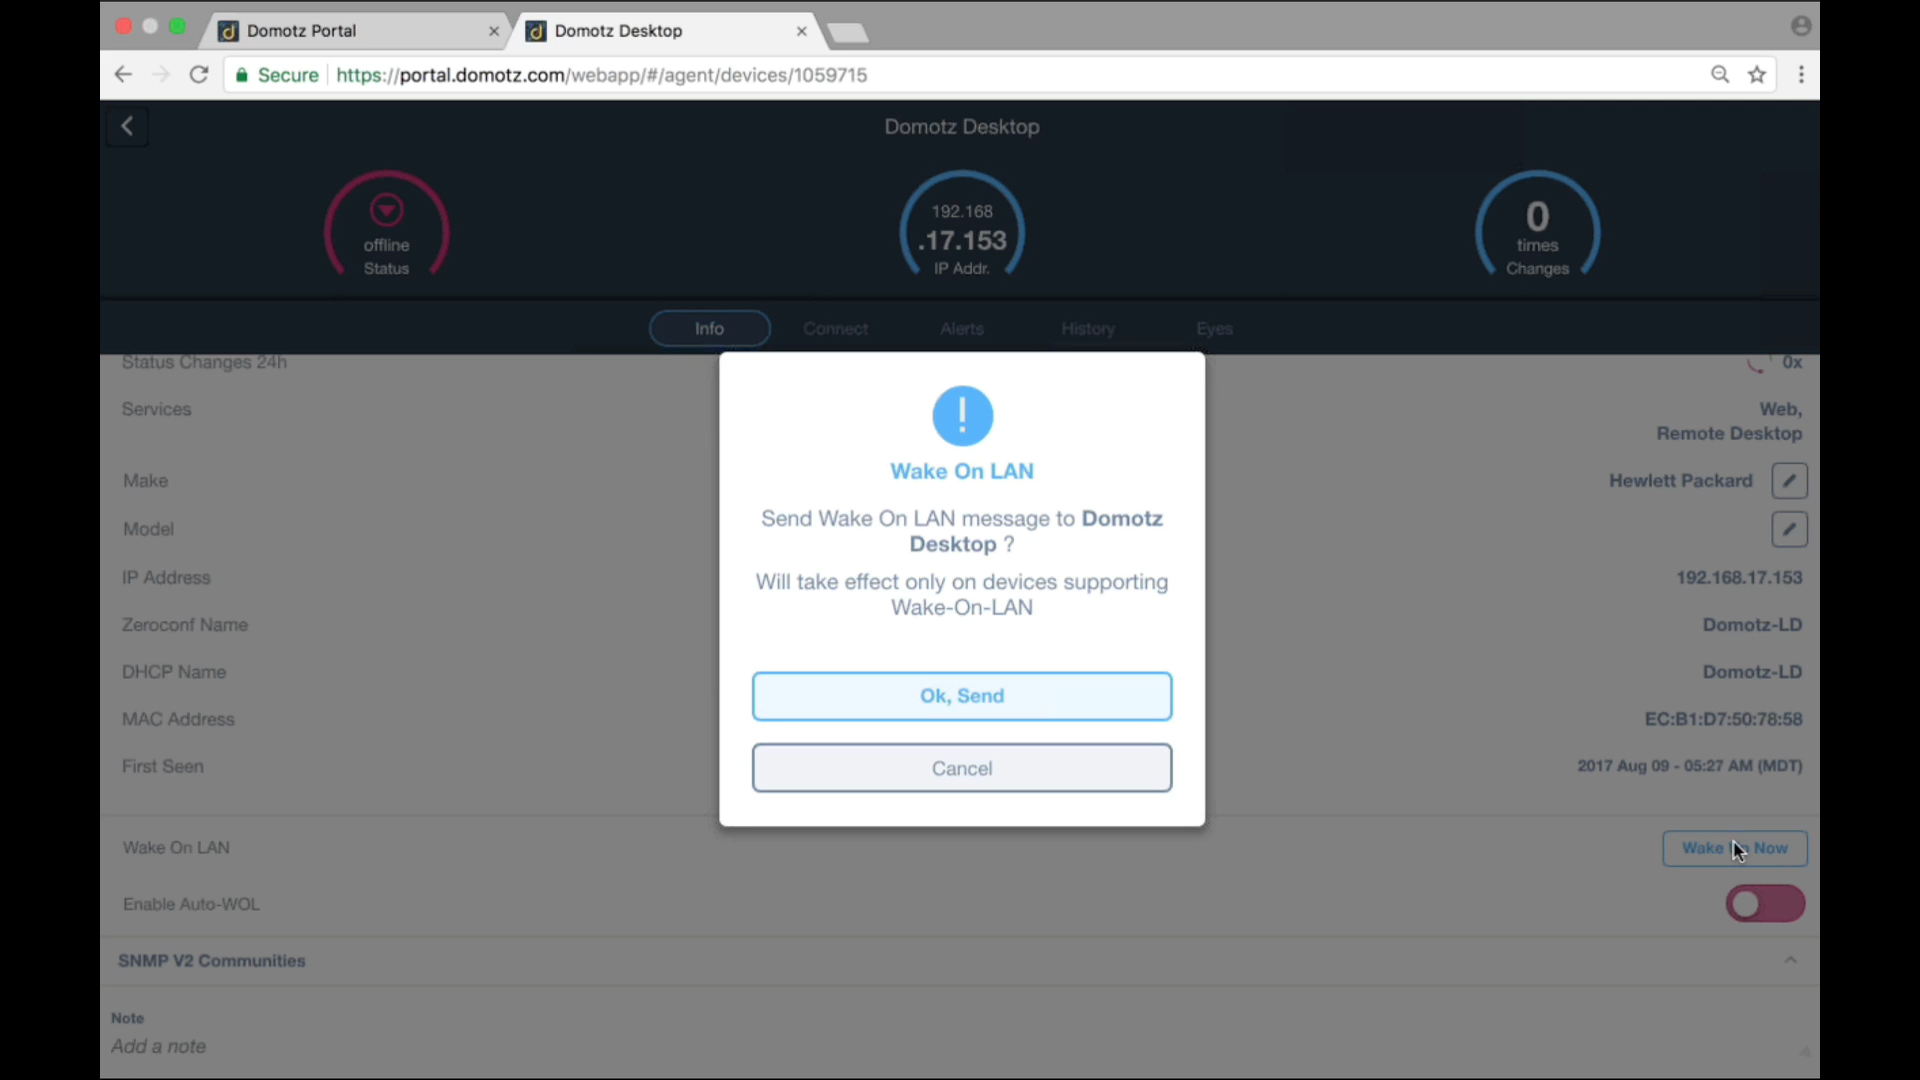 Domotz Portal
Domotz Desktop
Secure
https://portal.domotz.com/webapp/#/agent/devices/1059715
Domotz Desktop
offline
Status
192.168
.17.153
IP Addr.
0
times
Changes
Info
Connect
Alerts
History
Eyes
Status Changes 24h
0x
Services
Web,
Remote Desktop
Make
Hewlett Packard
Model
IP Address
192.168.17.153
Zeroconf Name
Domotz-LD
DHCP Name
Domotz-LD
MAC Address
EC:B1:D7:50:78:58
First Seen
2017 Aug 09 - 05:27 AM (MDT)
!
Wake On LAN
Send Wake On LAN message to Domotz
Desktop ?
Will take effect only on devices supporting
Wake-On-LAN
Ok, Send
Cancel
Wake On LAN
Wake Now
Enable Auto-WOL
SNMP V2 Communities
Note
Add a note